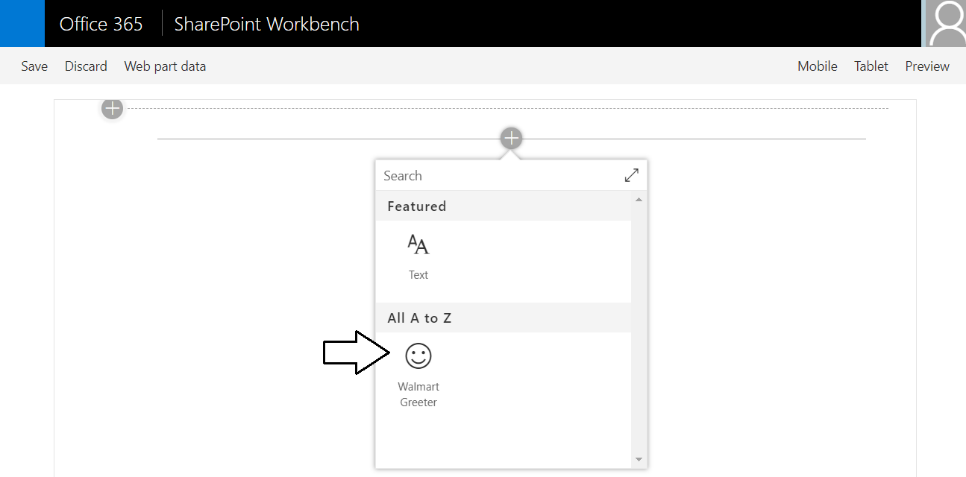 Office 365 SharePoint Workbench
Save Discard Web part data Mobile Tablet Preview
Search
Featured
AA
Text
All A to Z
Walmart
Greeter